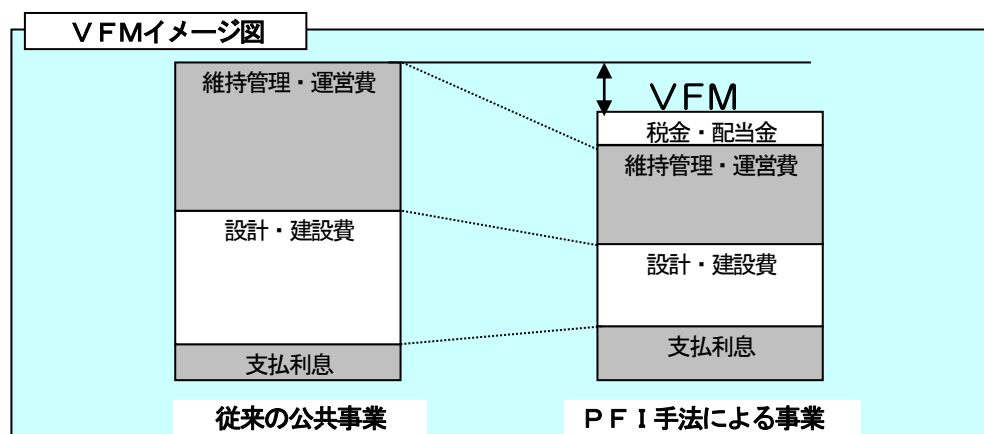 ＶＦＭイメージ図
維持管理・運営費
設計・建設費
支払利息
従来の公共事業
ＶＦＭ
税金・配当金
維持管理・運営費
設計・建設費
支払利息
ＰＦＩ手法による事業